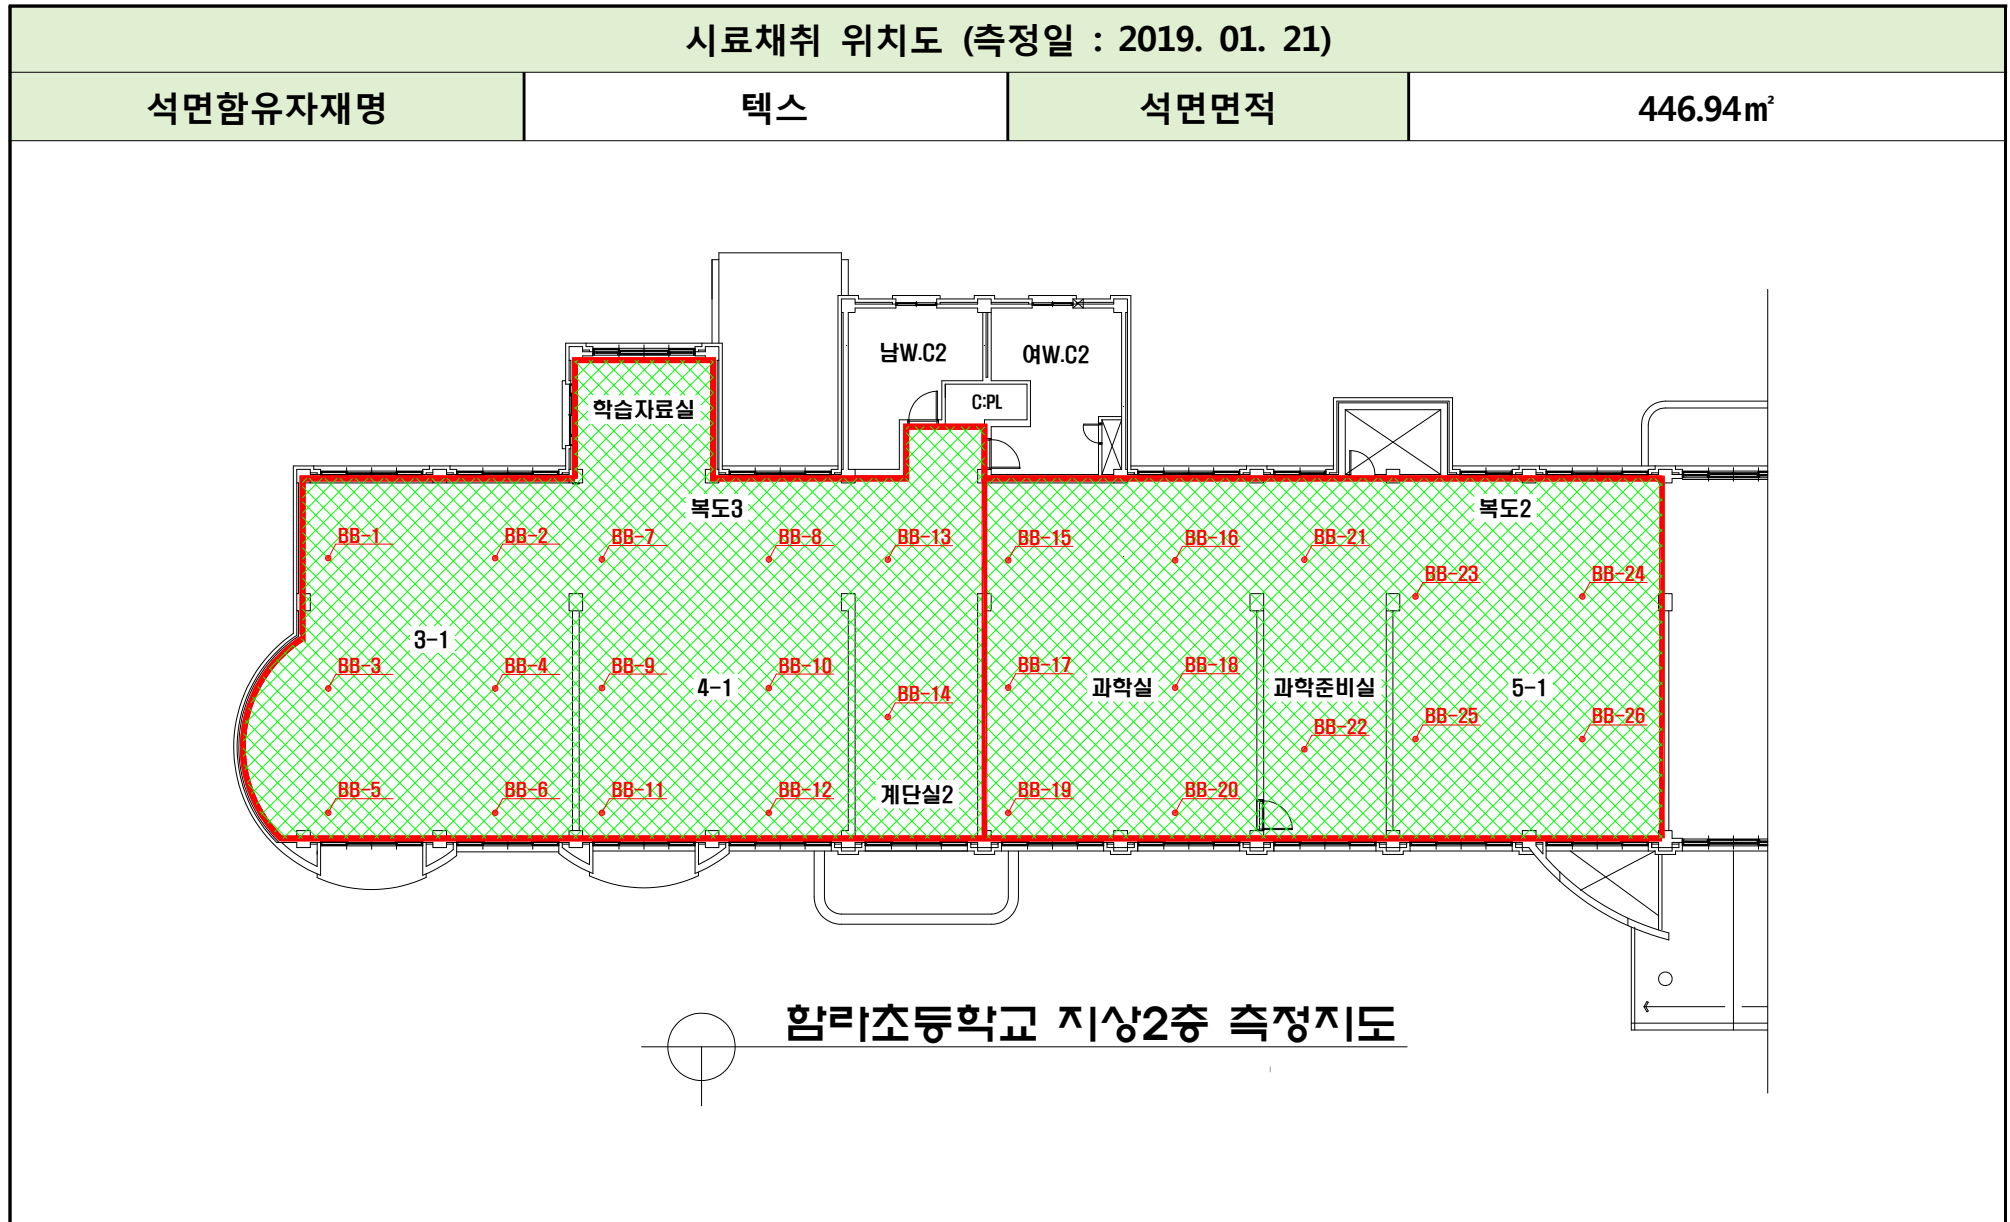 시료채취 위치도 (측정일 : 2019. 01. 21)
석면함유자재명 텍스 석면면적 446.94㎡
남W.C2 여W.C2
C:PL
학습자료실
복도3 복도2
BB-1 BB-2 BB-7 BB-8 BB-13 BB-15 BB-16 BB-21
BB-23 BB-24
3-1
BB-3 BB-4 BB-9 BB-10 BB-17 BB-18
4-1 과학실 과학준비실 5-1
BB-14
BB-22 BB-25 BB-26
BB-5 BB-6 BB-11 BB-12 계단실2 BB-19 BB-20
함라초등학교 지상2층 측정지도